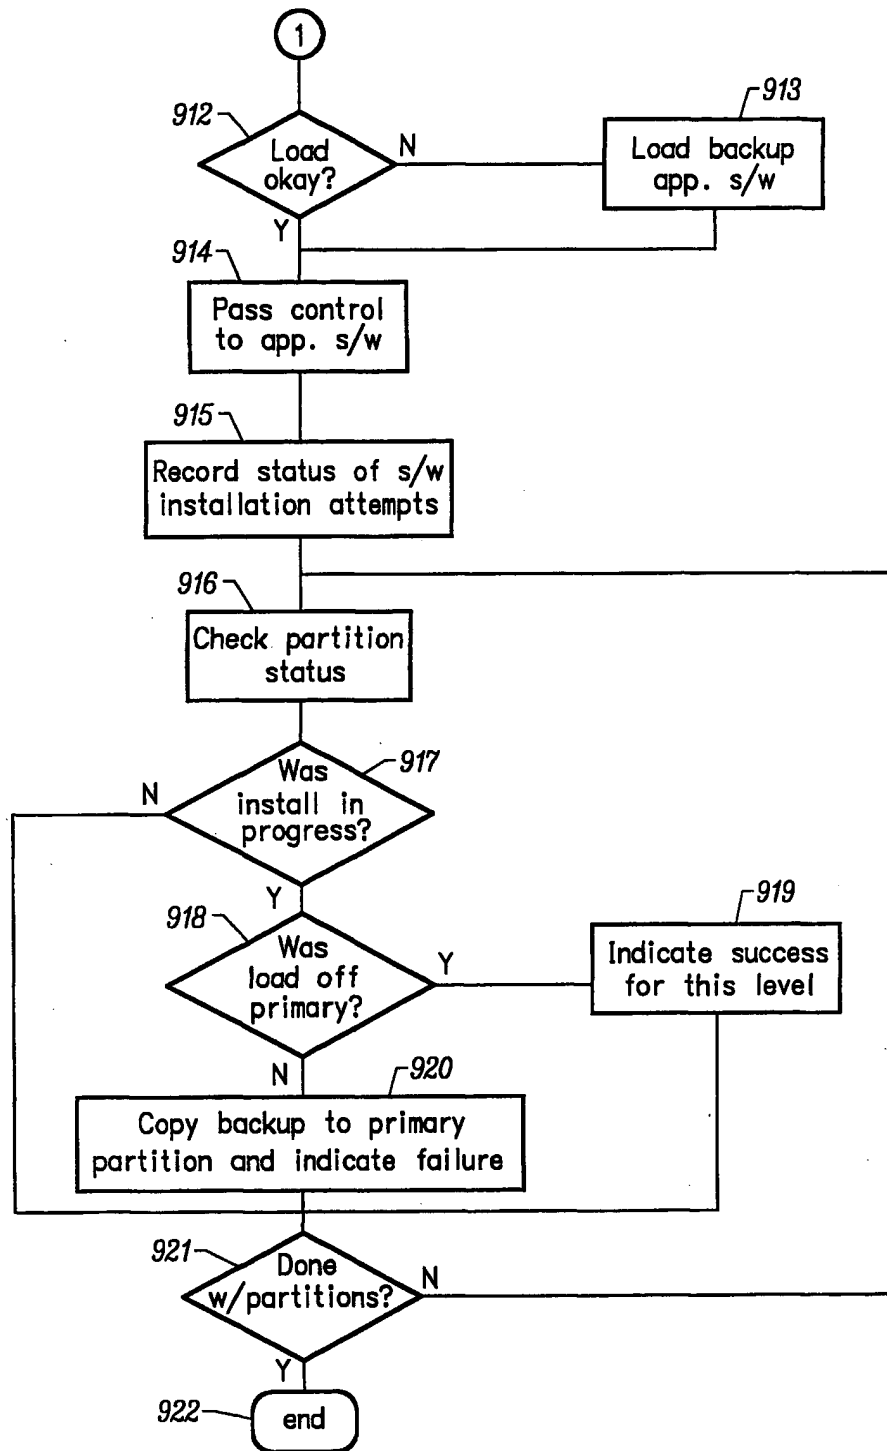 1
912
Load
okay?
N
Y
913
Load backup
app. s/w
914
Pass control
to app. s/w
915
Record status of s/w
installation attempts
916
Check partition
status
917
Was
install in
progress?
N
Y
918
Was
load off
primary?
Y
N
919
Indicate success
for this level
920
Copy backup to primary
partition and indicate failure
921
Done
w/partitions?
N
Y
922
end